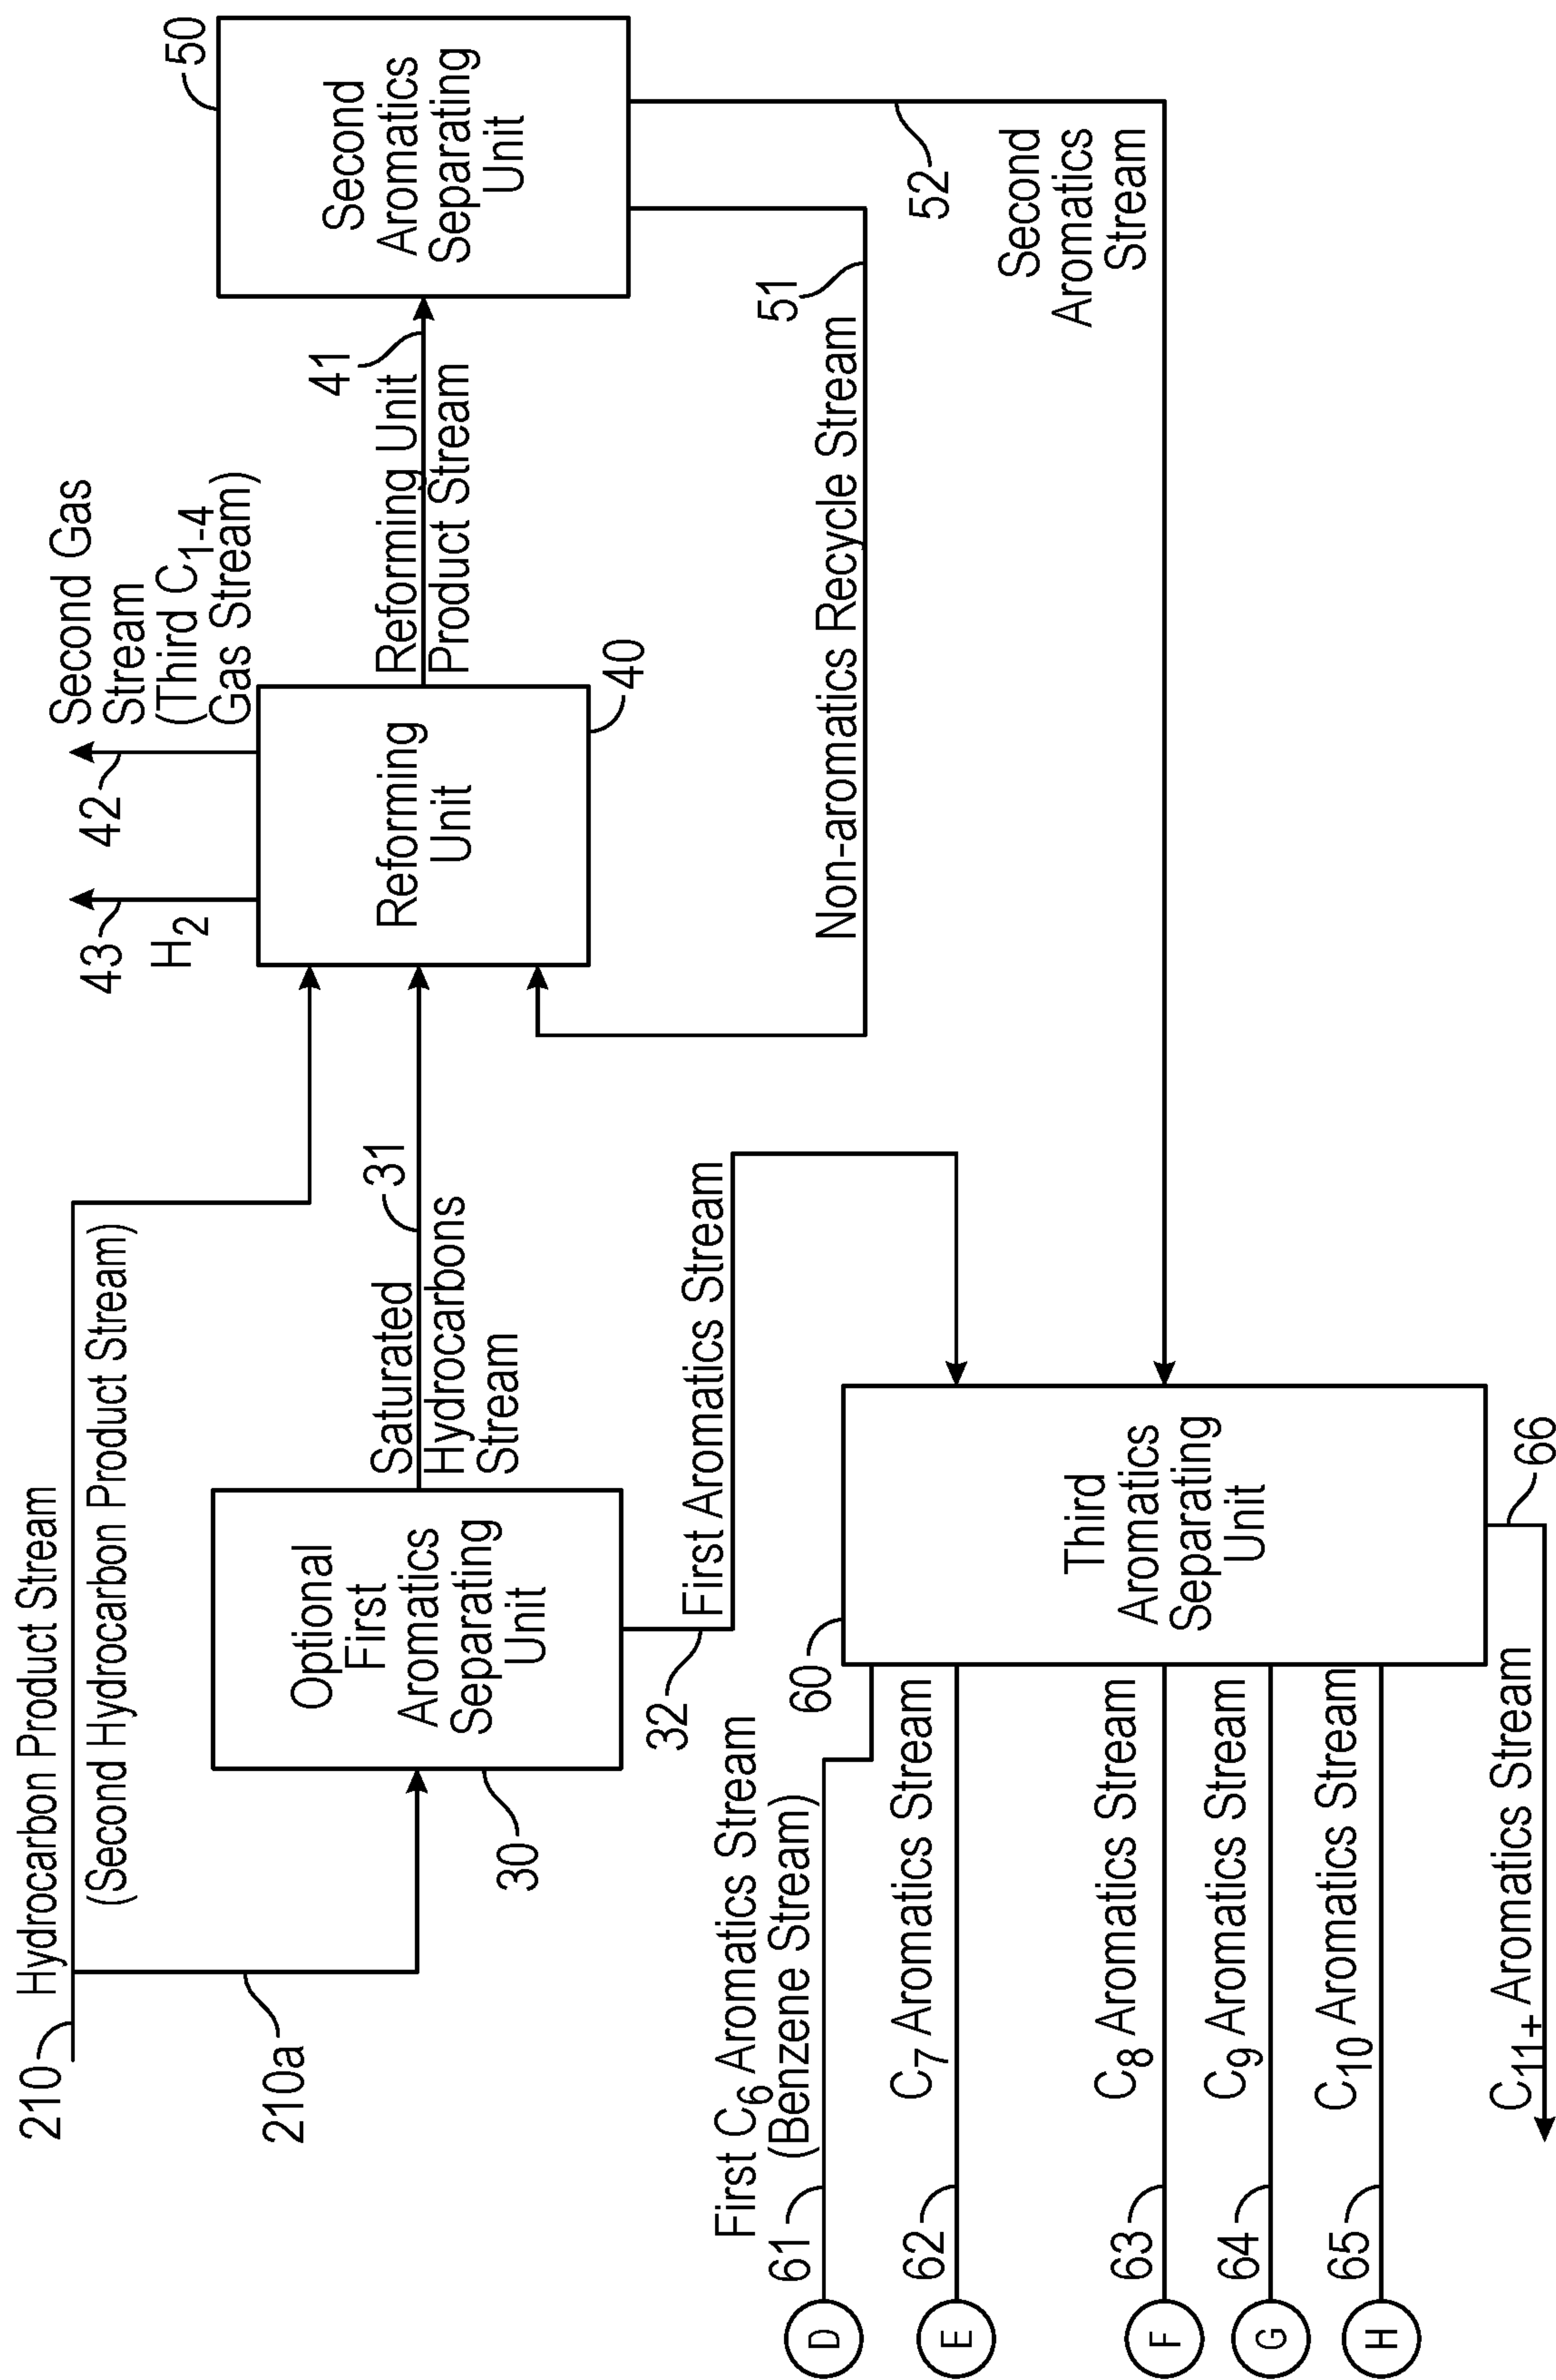 210
Hydrocarbon Product Stream
(Second Hydrocarbon Product Stream)
210a
Optional
First
Aromatics
Separating
Unit
30
Saturated
Hydrocarbons
Stream
31
32
First Aromatics Stream
43
H2
42
Second Gas
Stream
(Third C1-4
Gas Stream)
Reforming
Unit
40
Reforming Unit
Product Stream
41
Second
Aromatics
Separating
Unit
50
Non-aromatics Recycle Stream
51
52
Second
Aromatics
Stream
60
Third
Aromatics
Separating
Unit
First C6 Aromatics Stream
(Benzene Stream)
61
D
C7 Aromatics Stream
62
E
C8 Aromatics Stream
63
F
C9 Aromatics Stream
64
G
C10 Aromatics Stream
65
H
C11+ Aromatics Stream
66